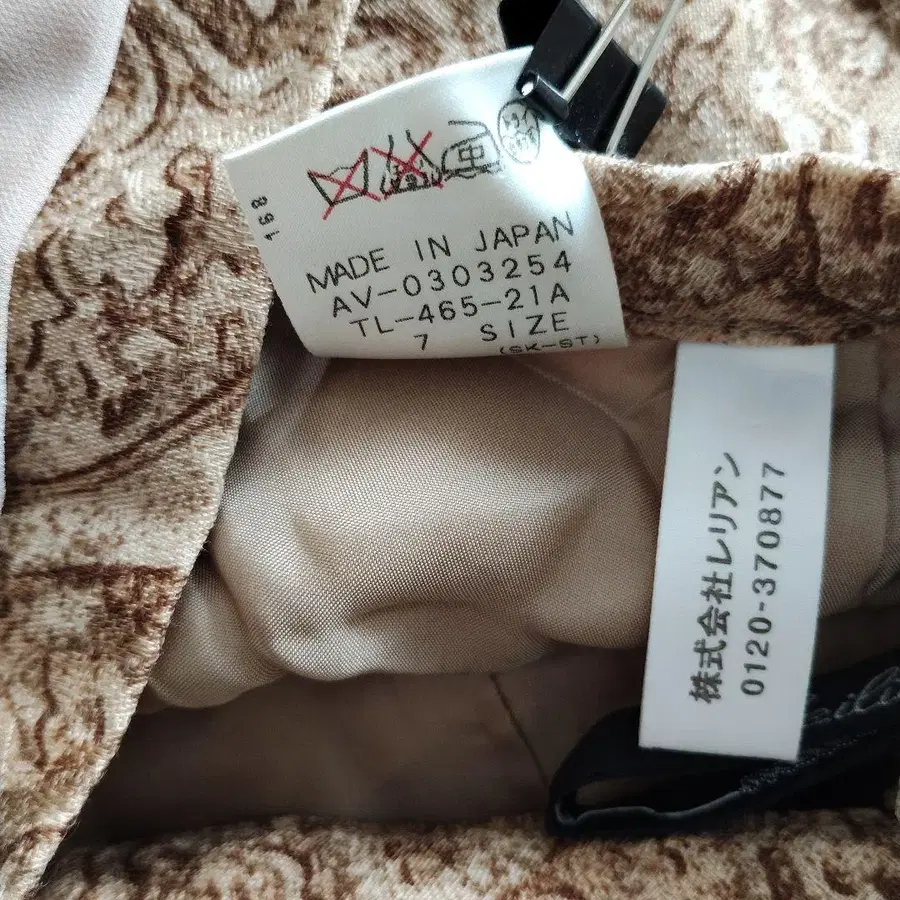 168
MADE IN JAPAN
AV-0303254
TL-465-21A
7 SIZE
(SK-ST)
株式会社レリアン
0120-370877